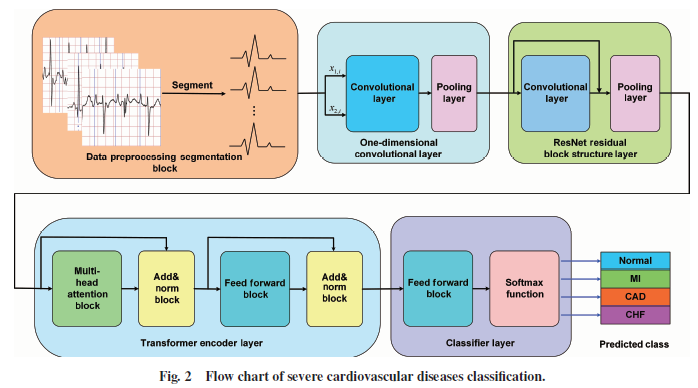 Segment
...
Data preprocessing segmentation
block
x1,i
x2,i
Convolutional
layer
Pooling
layer
One-dimensional
convolutional layer
Convolutional
layer
Pooling
layer
ResNet residual
block structure layer
Multi-
head
attention
block
Add&
norm
block
Feed forward
block
Add&
norm
block
Transformer encoder layer
Feed forward
block
Softmax
function
Classifier layer
Normal
MI
CAD
CHF
Predicted class
Fig. 2 Flow chart of severe cardiovascular diseases classification.